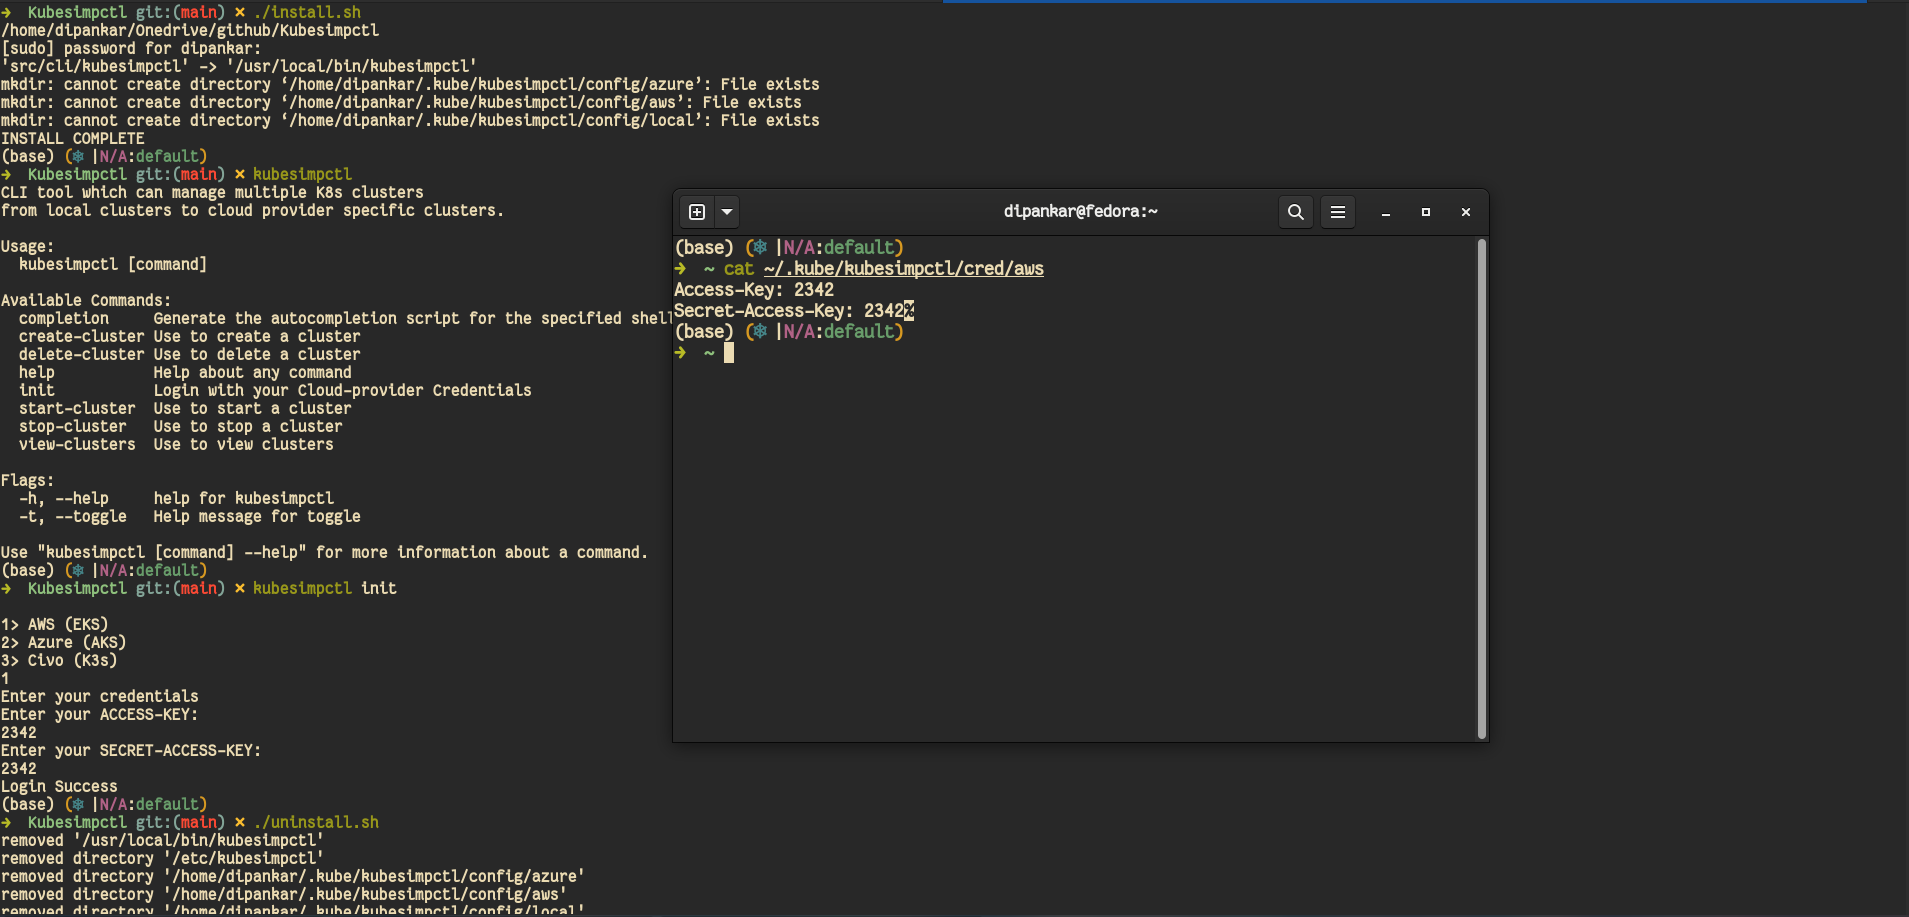 →  Kubesimpctl git:(main) × ./install.sh
/home/dipankar/Onedrive/github/Kubesimpctl
[sudo] password for dipankar:
'src/cli/kubesimpctl' -> '/usr/local/bin/kubesimpctl'
mkdir: cannot create directory ‘/home/dipankar/.kube/kubesimpctl/config/azure’: File exists
mkdir: cannot create directory ‘/home/dipankar/.kube/kubesimpctl/config/aws’: File exists
mkdir: cannot create directory ‘/home/dipankar/.kube/kubesimpctl/config/local’: File exists
INSTALL COMPLETE
(base) (⎈ |N/A:default)
→  Kubesimpctl git:(main) × kubesimpctl
CLI tool which can manage multiple K8s clusters
from local clusters to cloud provider specific clusters.
Usage:
  kubesimpctl [command]
Available Commands:
  completion     Generate the autocompletion script for the specified shell
  create-cluster Use to create a cluster
  delete-cluster Use to delete a cluster
  help           Help about any command
  init           Login with your Cloud-provider Credentials
  start-cluster  Use to start a cluster
  stop-cluster   Use to stop a cluster
  view-clusters  Use to view clusters
Flags:
  -h, --help     help for kubesimpctl
  -t, --toggle   Help message for toggle
Use "kubesimpctl [command] --help" for more information about a command.
(base) (⎈ |N/A:default)
→  Kubesimpctl git:(main) × kubesimpctl init
1> AWS (EKS)
2> Azure (AKS)
3> Civo (K3s)
1
Enter your credentials
Enter your ACCESS-KEY:
2342
Enter your SECRET-ACCESS-KEY:
2342
Login Success
(base) (⎈ |N/A:default)
→  Kubesimpctl git:(main) × ./uninstall.sh
removed '/usr/local/bin/kubesimpctl'
removed directory '/etc/kubesimpctl'
removed directory '/home/dipankar/.kube/kubesimpctl/config/azure'
removed directory '/home/dipankar/.kube/kubesimpctl/config/aws'
removed directory '/home/dipankar/.kube/kubesimpctl/config/local'
dipankar@fedora:~
(base) (⎈ |N/A:default)
→  ~ cat ~/.kube/kubesimpctl/cred/aws
Access-Key: 2342
Secret-Access-Key: 2342%
(base) (⎈ |N/A:default)
→  ~